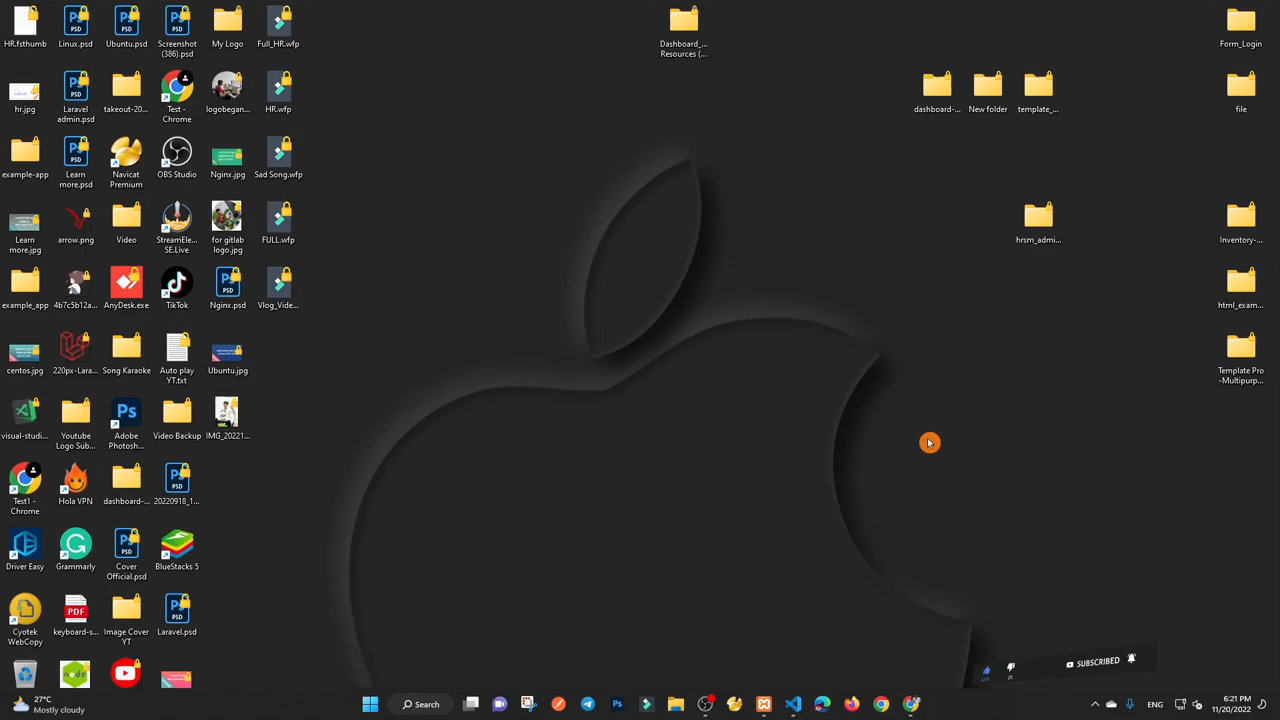 HR.fsthumb
Linux.psd
Ubuntu.psd
Screenshot
(386).psd
My Logo
Full_HR.wfp
Dashboard_...
Resources (...
Form_Login
hr.jpg
Laravel
admin.psd
takeout-20...
Test -
Chrome
logobegan...
HR.wfp
dashboard-...
New folder
template_...
file
example-app
Learn
more.psd
Navicat
Premium
OBS Studio
Nginx.jpg
Sad Song.wfp
Learn
more.jpg
arrow.png
Video
StreamEle...
SE.Live
for gitlab
logo.jpg
FULL.wfp
hrsm_admi...
Inventory-...
example_app
4b7c5b12a...
AnyDesk.exe
TikTok
Nginx.psd
Vlog_Vide...
html_exam...
centos.jpg
220px-Lara...
Song Karaoke
Auto play
YT.txt
Ubuntu.jpg
Template Pro
-Multipurp...
visual-studi...
Youtube
Logo Sub...
Adobe
Photosh...
Video Backup
IMG_20221...
Test1 -
Chrome
Hola VPN
dashboard-...
20220918_1...
Driver Easy
Grammarly
Cover
Official.psd
BlueStacks 5
Cyotek
WebCopy
keyboard-s...
Image Cover
YT
Laravel.psd
SUBSCRIBED
27°C
Mostly cloudy
Search
ENG
6:21 PM
11/20/2022